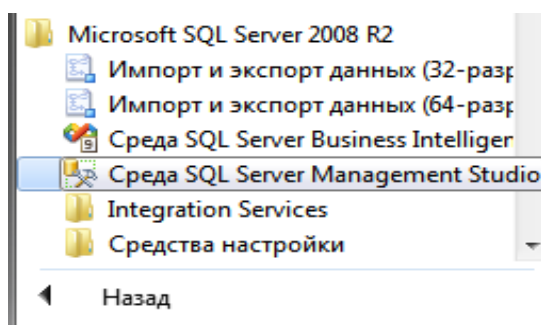 Microsoft SQL Server 2008 R2
Импорт и экспорт данных (32-разр
Импорт и экспорт данных (64-разр
Среда SQL Server Business Intelligen
Среда SQL Server Management Studio
Integration Services
Средства настройки
Назад